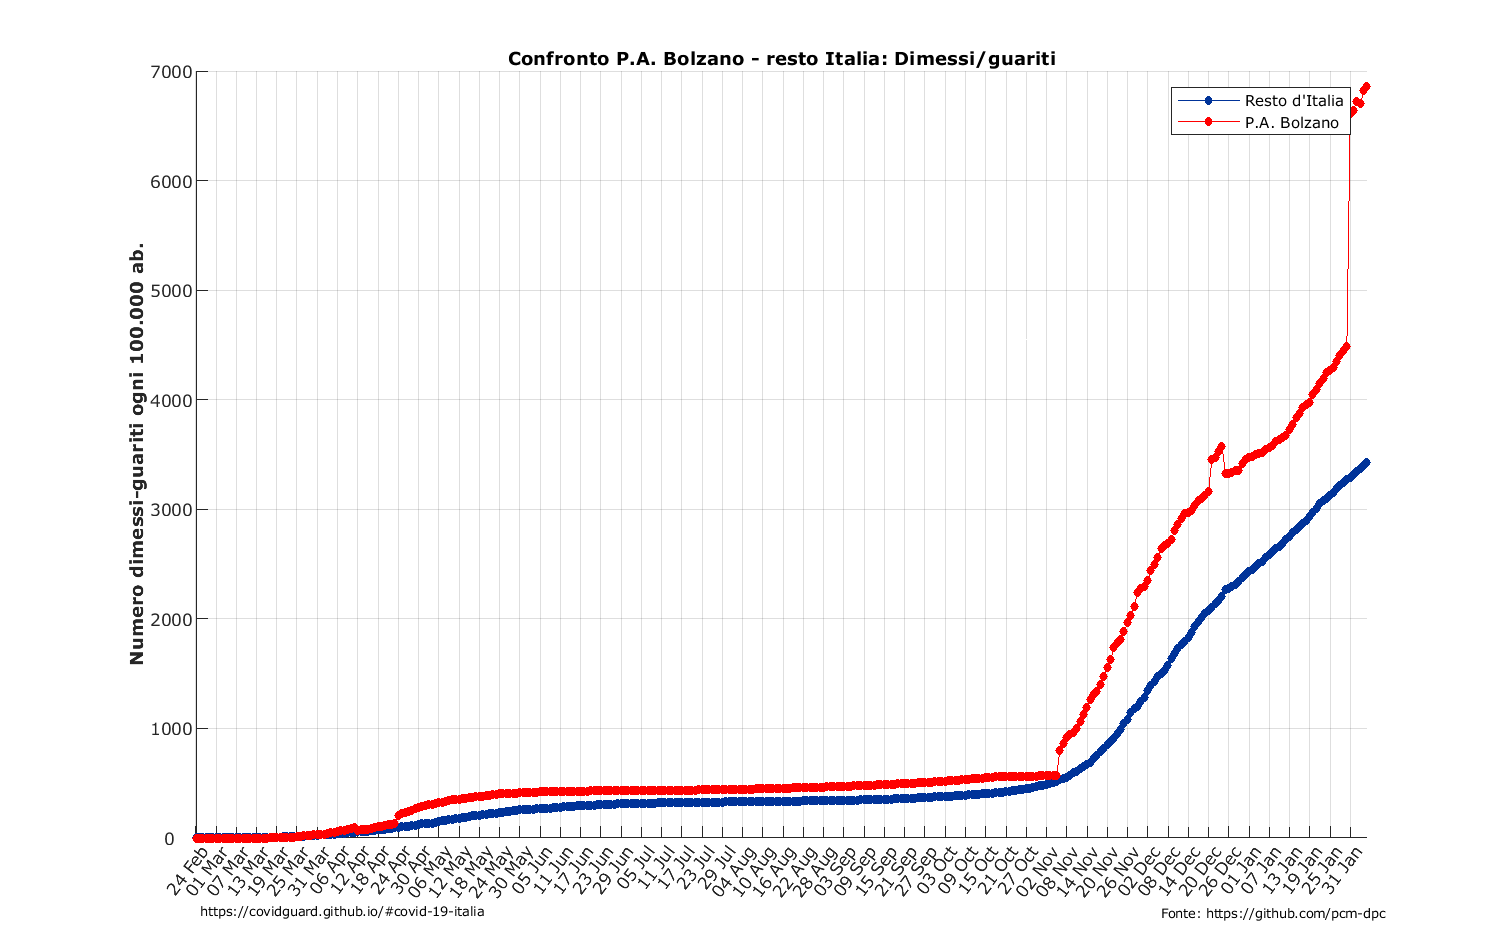 Confronto P.A. Bolzano - resto Italia: Dimessi/guariti
Numero dimessi-guariti ogni 100.000 ab.
7000
6000
5000
4000
3000
2000
1000
0
Resto d'Italia
P.A. Bolzano
24 Feb
01 Mar
07 Mar
13 Mar
19 Mar
25 Mar
31 Mar
06 Apr
12 Apr
18 Apr
24 Apr
30 Apr
06 May
12 May
18 May
24 May
30 May
05 Jun
11 Jun
17 Jun
23 Jun
29 Jun
05 Jul
11 Jul
17 Jul
23 Jul
29 Jul
04 Aug
10 Aug
16 Aug
22 Aug
28 Aug
03 Sep
09 Sep
15 Sep
21 Sep
27 Sep
03 Oct
09 Oct
15 Oct
21 Oct
27 Oct
02 Nov
08 Nov
14 Nov
20 Nov
26 Nov
02 Dec
08 Dec
14 Dec
20 Dec
26 Dec
01 Jan
07 Jan
13 Jan
19 Jan
25 Jan
31 Jan
https://covidguard.github.io/#covid-19-italia
Fonte: https://github.com/pcm-dpc